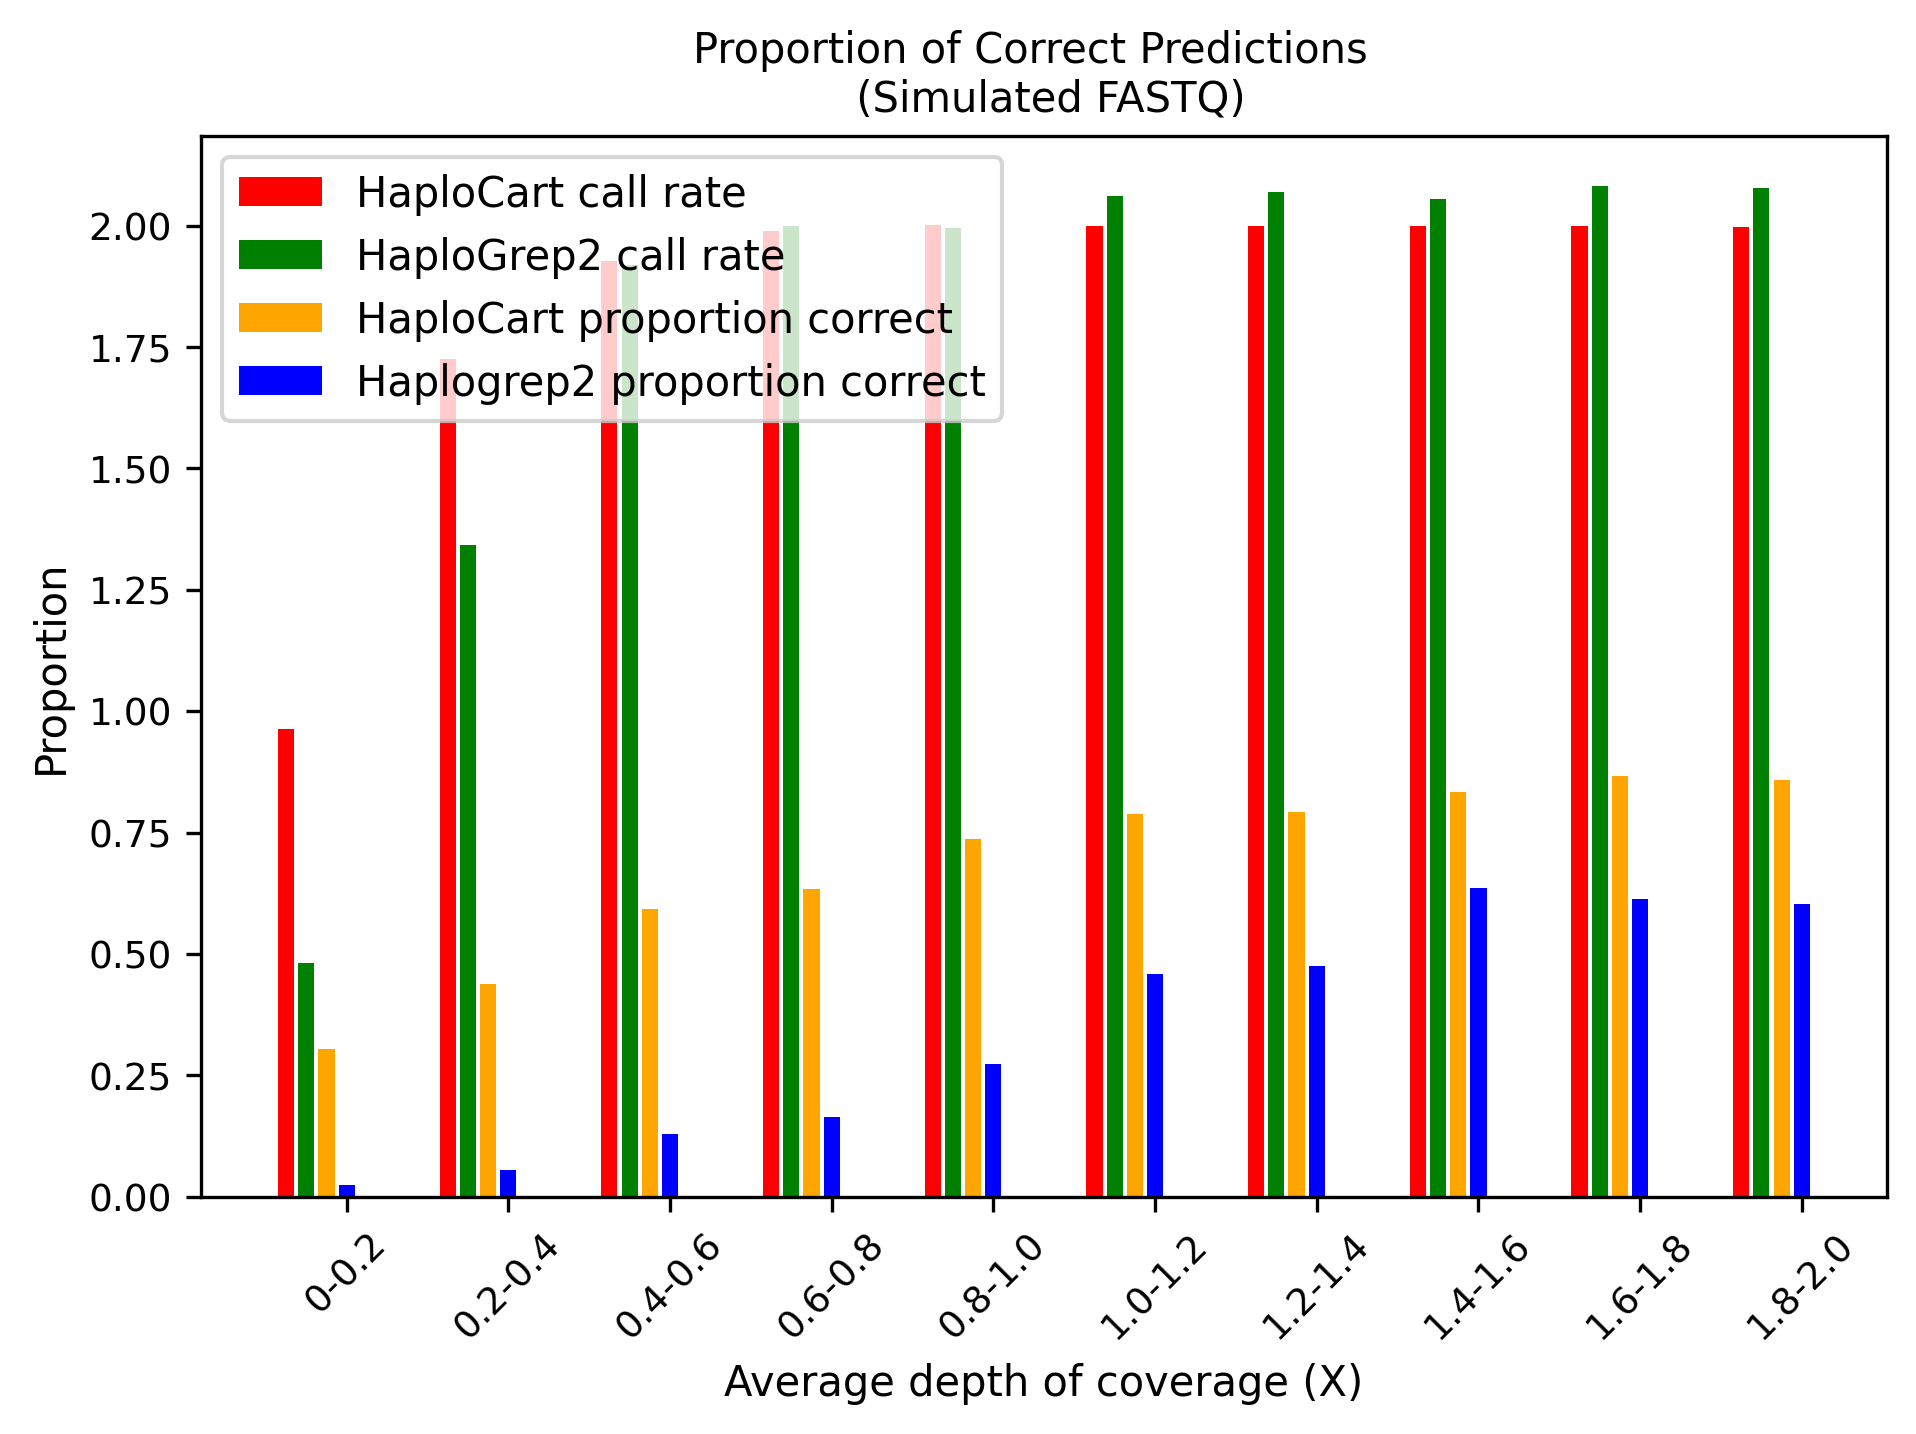 Proportion of Correct Predictions
(Simulated FASTQ)
HaploCart call rate
HaploGrep2 call rate
HaploCart proportion correct
Haplogrep2 proportion correct
Proportion
2.00
1.75
1.50
1.25
1.00
0.75
0.50
0.25
0.00
0-0.2
0.2-0.4
0.4-0.6
0.6-0.8
0.8-1.0
1.0-1.2
1.2-1.4
1.4-1.6
1.6-1.8
1.8-2.0
Average depth of coverage (X)